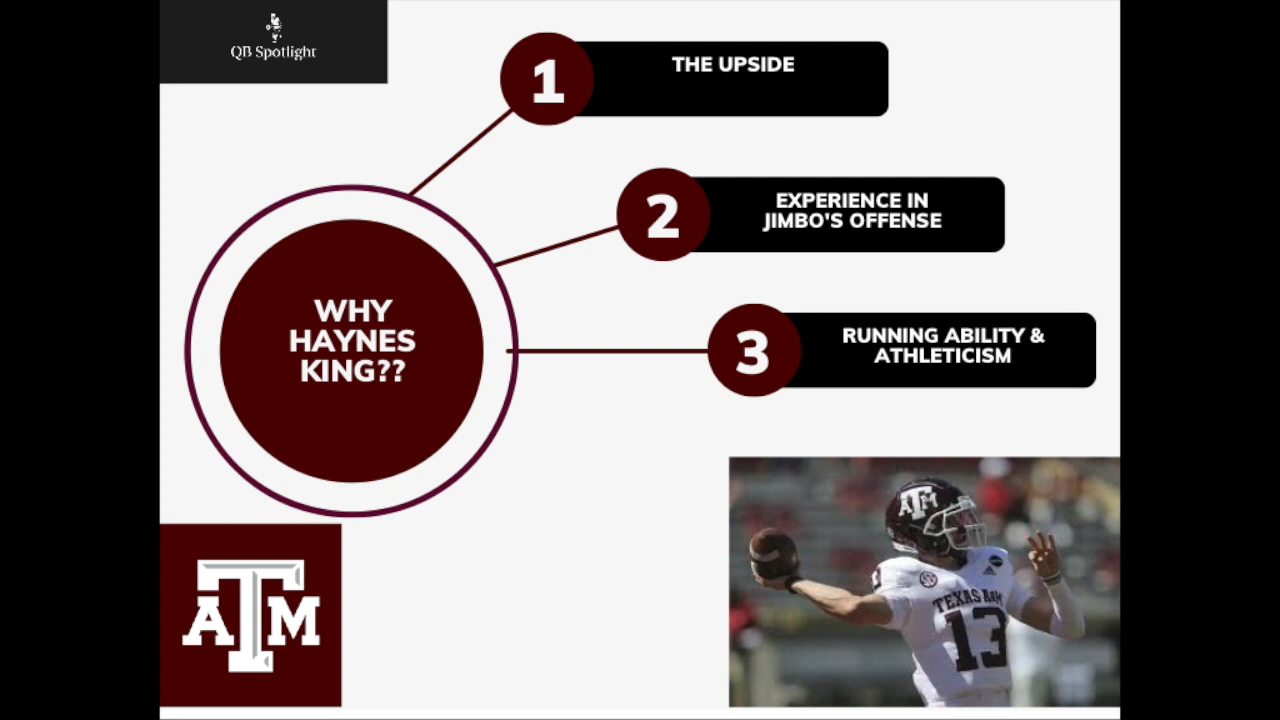 QB Spotlight
1
THE UPSIDE
2
EXPERIENCE IN
JIMBO'S OFFENSE
3
RUNNING ABILITY &
ATHLETICISM
WHY
HAYNES
KING??
ATM
ATM
TEXAS A&M
13